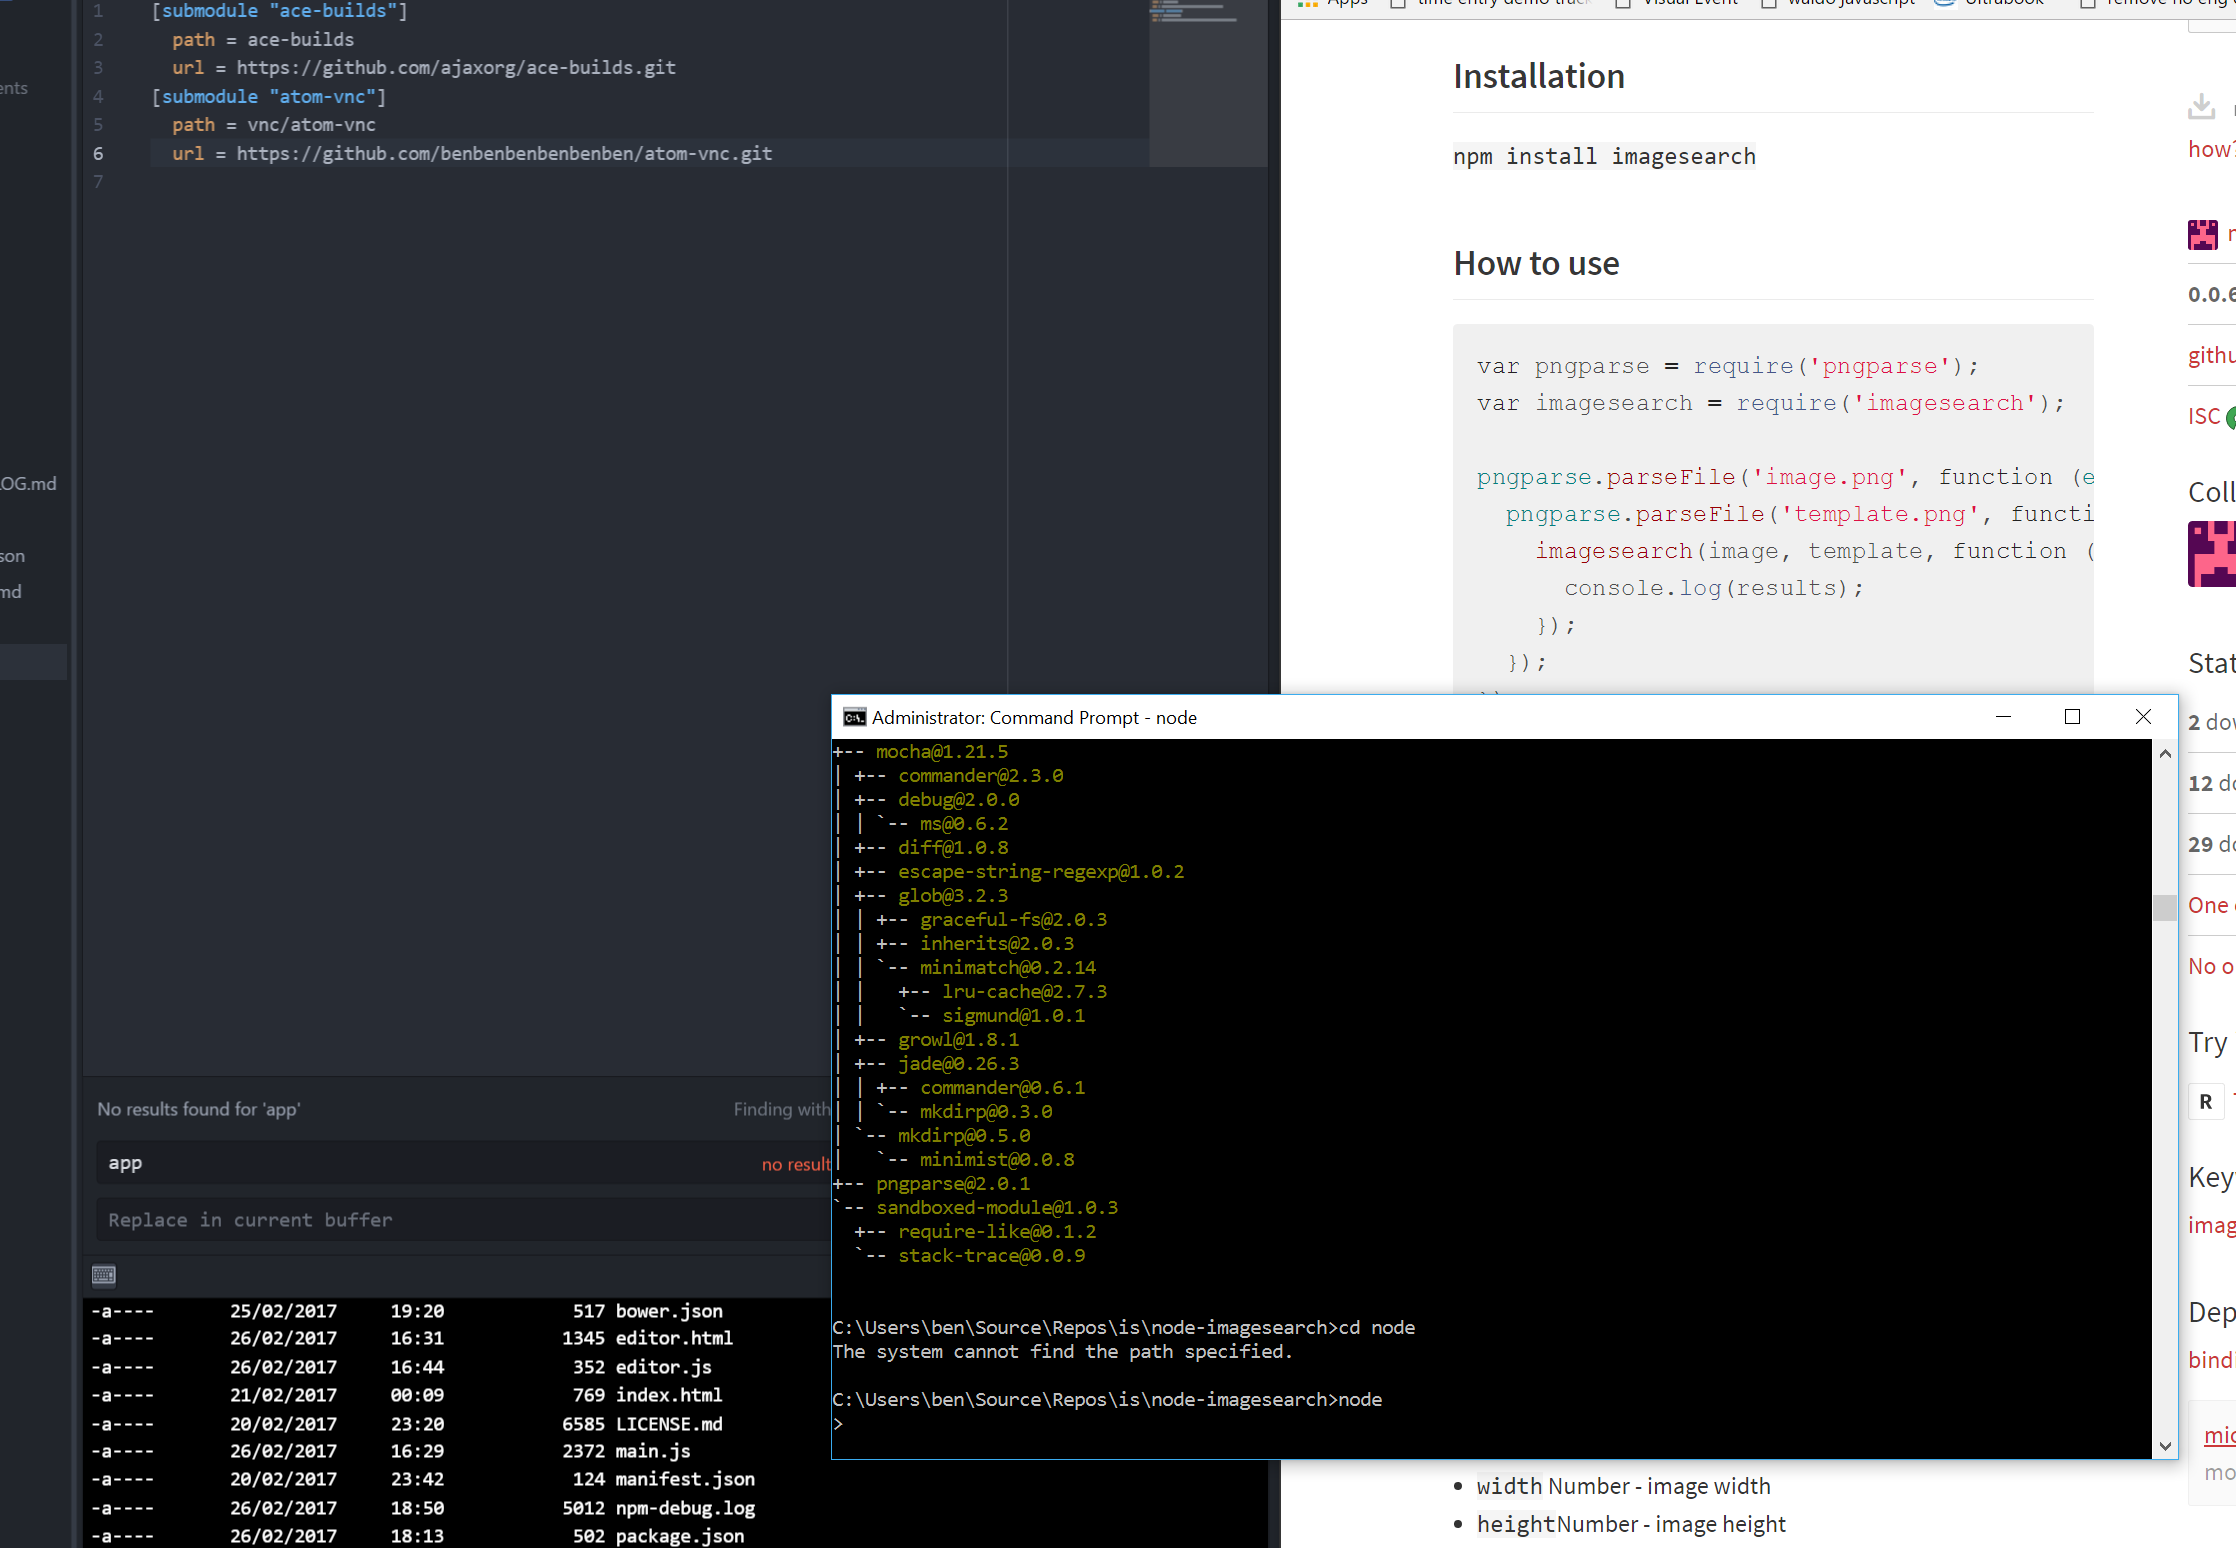 1 [submodule "ace-builds"]
2 path = ace-builds
3 url = https://github.com/ajaxorg/ace-builds.git
4 [submodule "atom-vnc"]
5 path = vnc/atom-vnc
6 url = https://github.com/benbenbenbenbenben/atom-vnc.git
7
ents
OG.md
son
md
No results found for 'app'
Finding with
app
no result
Replace in current buffer
-a---- 25/02/2017 19:20 517 bower.json
-a---- 26/02/2017 16:31 1345 editor.html
-a---- 26/02/2017 16:44 352 editor.js
-a---- 21/02/2017 00:09 769 index.html
-a---- 20/02/2017 23:20 6585 LICENSE.md
-a---- 26/02/2017 16:29 2372 main.js
-a---- 20/02/2017 23:42 124 manifest.json
-a---- 26/02/2017 18:50 5012 npm-debug.log
-a---- 26/02/2017 18:13 502 package.json
Apps
time entry demo track
Visual Event
waldo javascript
Ultrabook
remove no eng
Installation
npm install imagesearch
How to use
var pngparse = require('pngparse');
var imagesearch = require('imagesearch');
pngparse.parseFile('image.png', function (e
pngparse.parseFile('template.png', functi
imagesearch(image, template, function (
console.log(results);
});
});
Administrator: Command Prompt - node
+-- mocha@1.21.5
| +-- commander@2.3.0
| +-- debug@2.0.0
| | `-- ms@0.6.2
| +-- diff@1.0.8
| +-- escape-string-regexp@1.0.2
| +-- glob@3.2.3
| | +-- graceful-fs@2.0.3
| | +-- inherits@2.0.3
| | `-- minimatch@0.2.14
| |   +-- lru-cache@2.7.3
| |   `-- sigmund@1.0.1
| +-- growl@1.8.1
| +-- jade@0.26.3
| | +-- commander@0.6.1
| | `-- mkdirp@0.3.0
| `-- mkdirp@0.5.0
|   `-- minimist@0.0.8
+-- pngparse@2.0.1
`-- sandboxed-module@1.0.3
  +-- require-like@0.1.2
  `-- stack-trace@0.0.9
C:\Users\ben\Source\Repos\is\node-imagesearch>cd node
The system cannot find the path specified.
C:\Users\ben\Source\Repos\is\node-imagesearch>node
>
• width Number - image width
• heightNumber - image height
how?
0.0.6
githu
ISC
Coll
Stat
2 dow
12 do
29 do
One
No o
Try
R
Key
imag
Dep
bindi
mic
mo